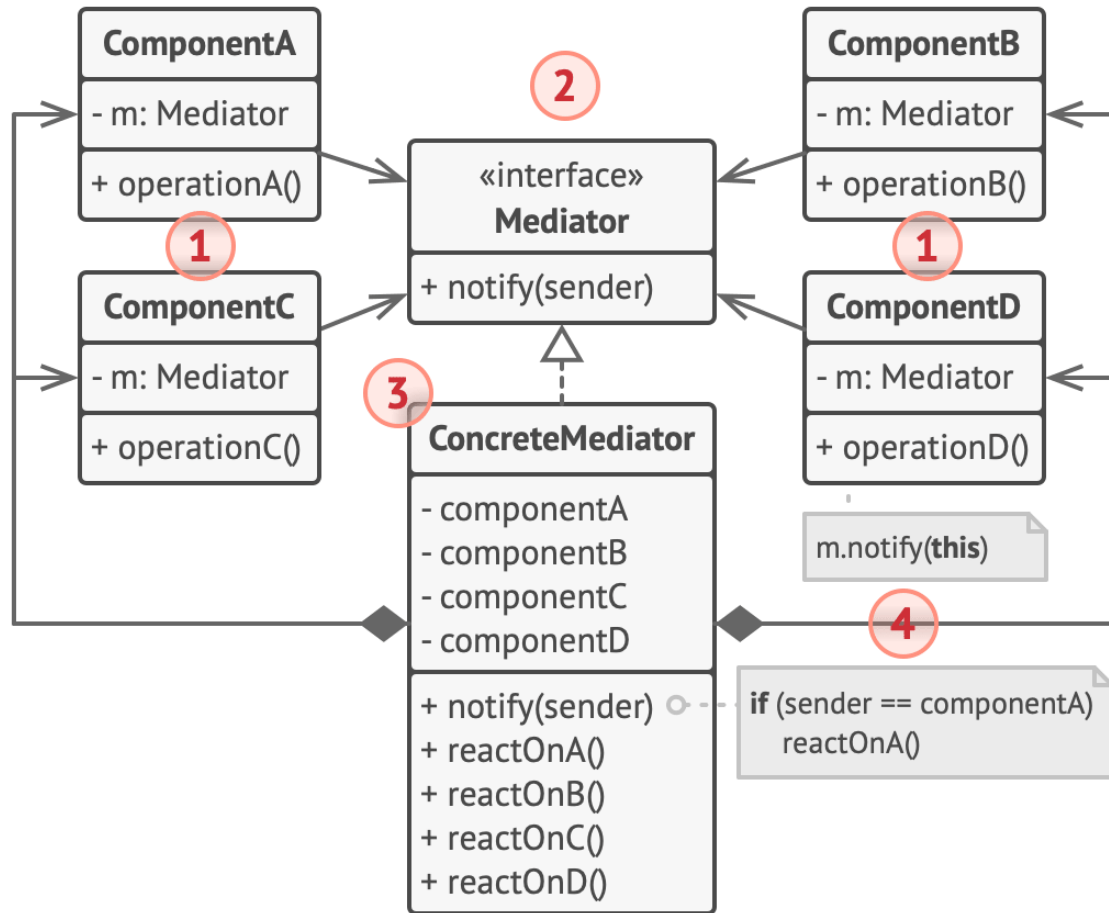 ComponentA
- m: Mediator
+ operationA()
1
ComponentC
- m: Mediator
+ operationC()
2
«interface»
Mediator
+ notify(sender)
3
ConcreteMediator
- componentA
- componentB
- componentC
- componentD
+ notify(sender)
+ reactOnA()
+ reactOnB()
+ reactOnC()
+ reactOnD()
ComponentB
- m: Mediator
+ operationB()
1
ComponentD
- m: Mediator
+ operationD()
m.notify(this)
4
if (sender == componentA)
reactOnA()